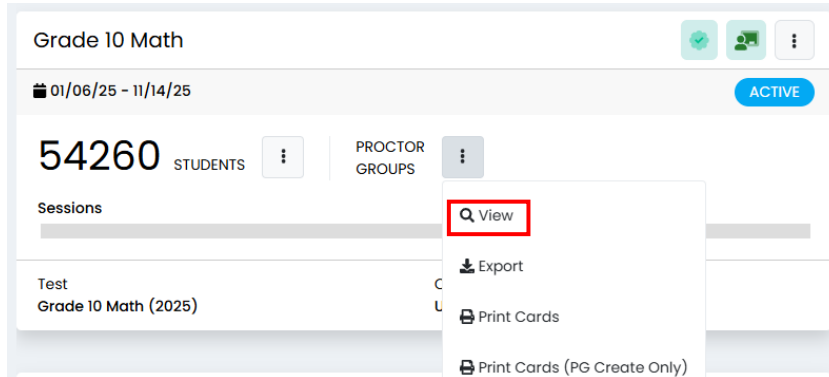 Grade 10 Math
01/06/25 - 11/14/25
ACTIVE
54260 STUDENTS
PROCTOR
GROUPS
Sessions
View
Export
Print Cards
Print Cards (PG Create Only)
Test
Grade 10 Math (2025)